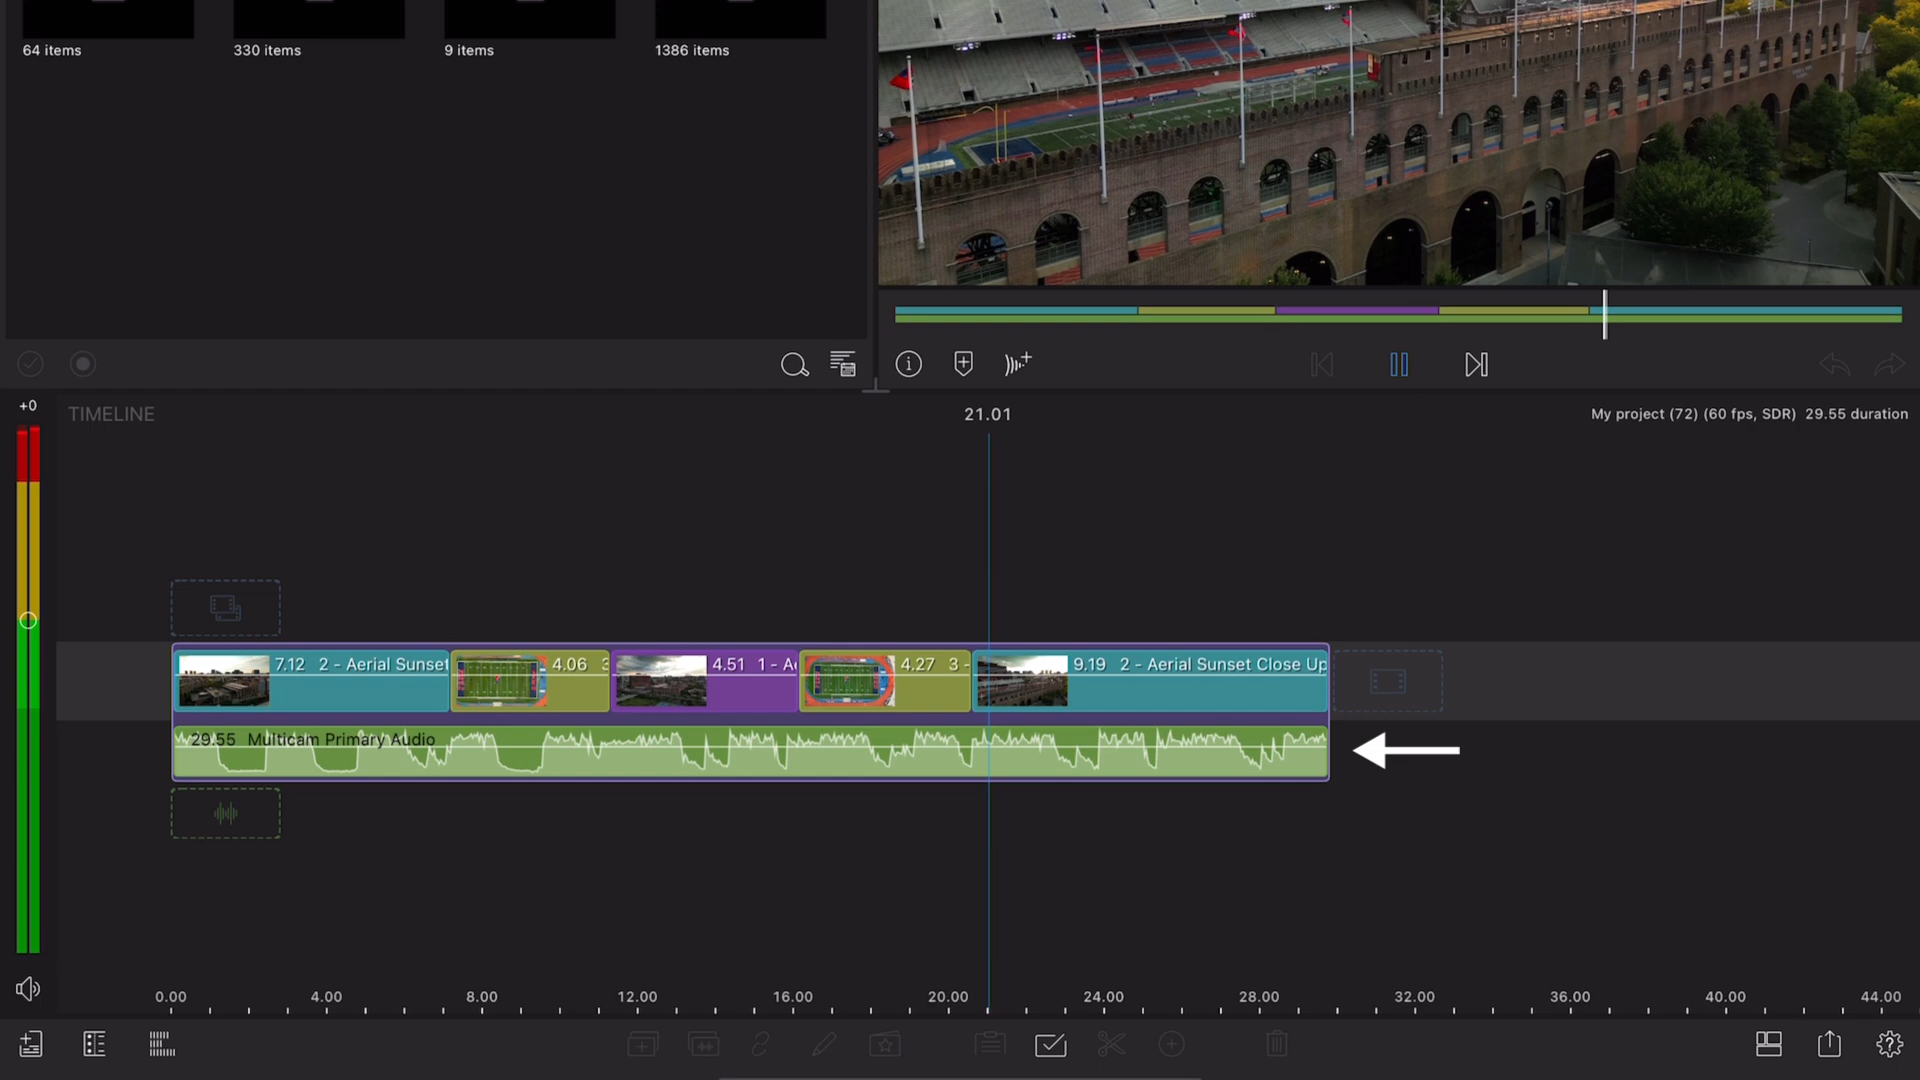 64 items
330 items
9 items
1386 items
+0
TIMELINE
21.01
My project (72) (60 fps, SDR) 29.55 duration
7.12 2 - Aerial Sunset
4.06 3
4.51 1 - A
4.27 3 -
9.19 2 - Aerial Sunset Close Up
29.55 Multicam Primary Audio
0.00
4.00
8.00
12.00
16.00
20.00
24.00
28.00
32.00
36.00
40.00
44.00